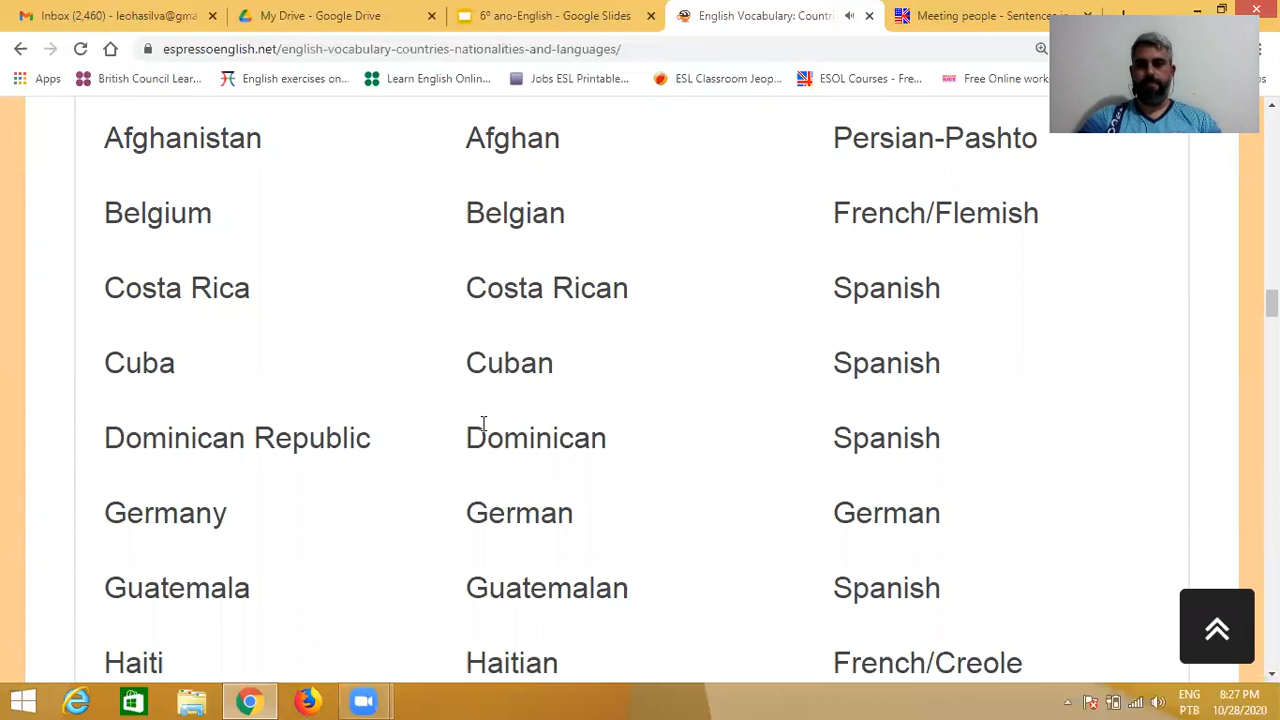 Inbox (2,460) - leohasilva@gma
My Drive - Google Drive
6º ano-English - Google Slides
English Vocabulary: Countri
Meeting people - Sentences in
espressoenglish.net/english-vocabulary-countries-nationalities-and-languages/
Apps
British Council Lear...
English exercises on...
Learn English Onlin...
Jobs ESL Printable...
ESL Classroom Jeop...
ESOL Courses - Fre...
Free Online works
Afghanistan Afghan Persian-Pashto
Belgium Belgian French/Flemish
Costa Rica Costa Rican Spanish
Cuba Cuban Spanish
Dominican Republic Dominican Spanish
Germany German German
Guatemala Guatemalan Spanish
Haiti Haitian French/Creole
ENG 8:27 PM
PTB 10/28/2020